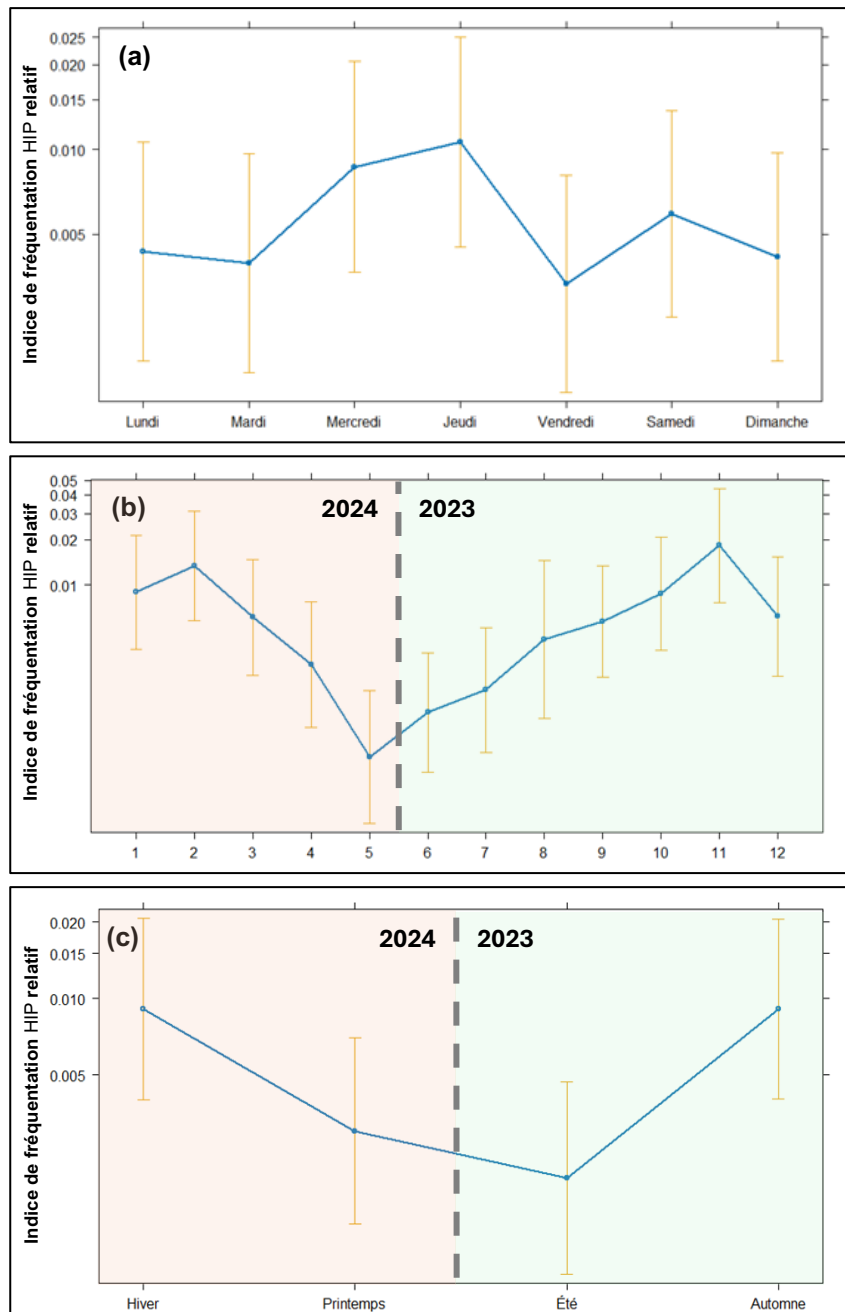 (a)
Indice de fréquentation HIP relatif
0.025
0.020
0.015
0.010
0.005
Lundi Mardi Mercredi Jeudi Vendredi Samedi Dimanche
(b) 2024 2023
Indice de fréquentation HIP relatif
0.05
0.04
0.03
0.02
0.01
1 2 3 4 5 6 7 8 9 10 11 12
(c) 2024 2023
Indice de fréquentation HIP relatif
0.020
0.015
0.010
0.005
Hiver Printemps Été Automne